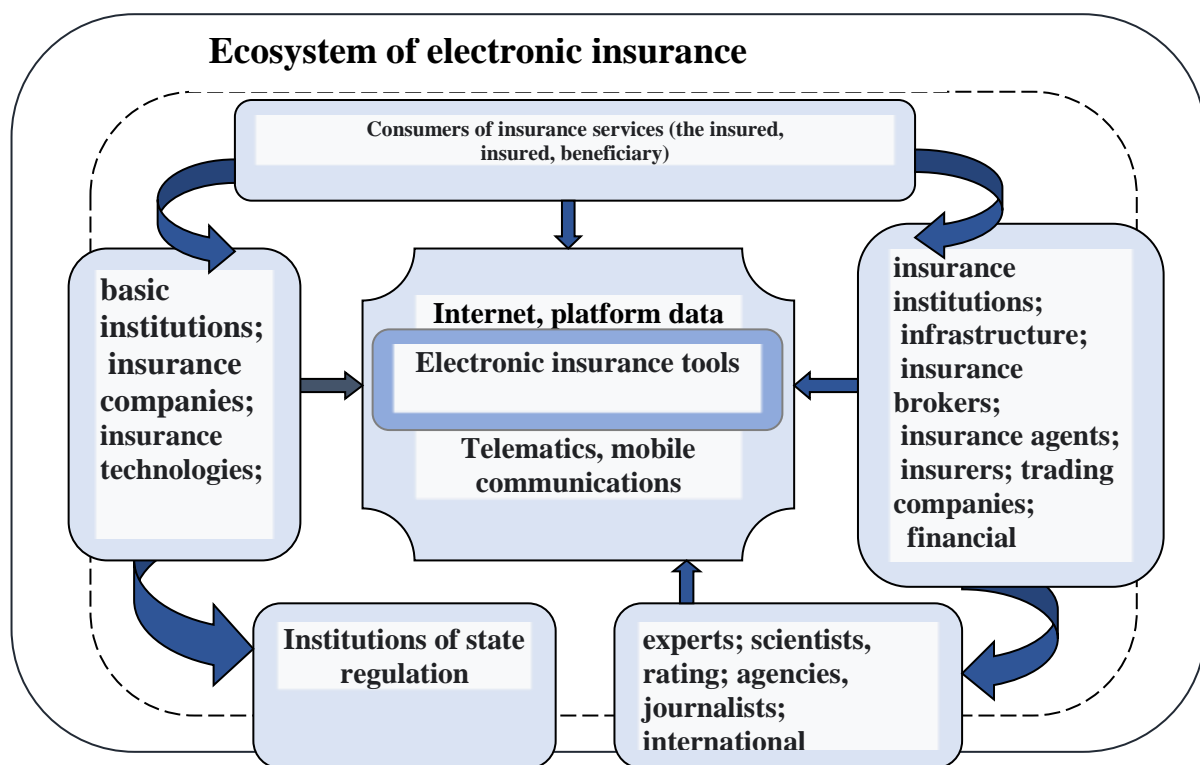 Ecosystem of electronic insurance
Consumers of insurance services (the insured,
insured, beneficiary)
basic
institutions;
insurance
companies;
insurance
technologies;
Internet, platform data
Electronic insurance tools
Telematics, mobile
communications
insurance
institutions;
infrastructure;
insurance
brokers;
insurance agents;
insurers; trading
companies;
financial
Institutions of state
regulation
experts; scientists,
rating; agencies,
journalists;
international